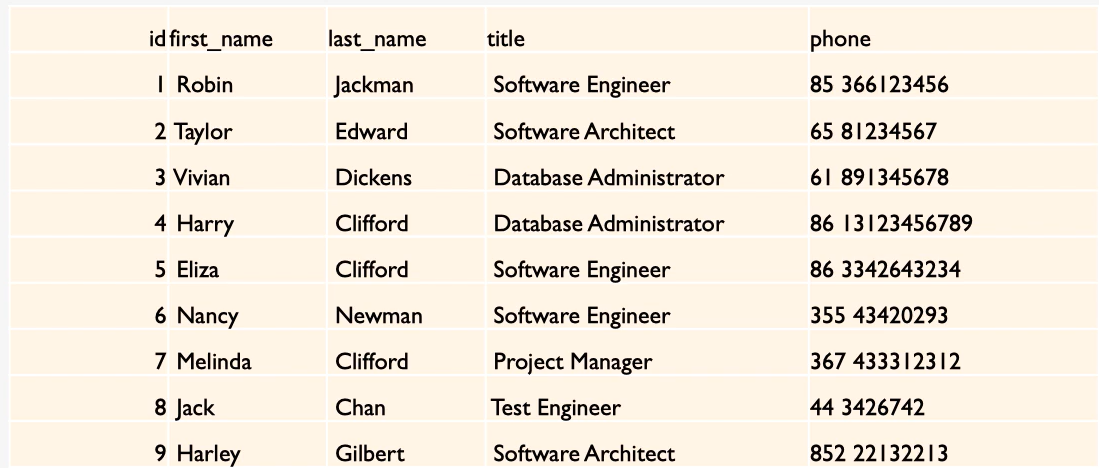 id first_name last_name title phone
1 Robin Jackman Software Engineer 85 366123456
2 Taylor Edward Software Architect 65 81234567
3 Vivian Dickens Database Administrator 61 891345678
4 Harry Clifford Database Administrator 86 13123456789
5 Eliza Clifford Software Engineer 86 3342643234
6 Nancy Newman Software Engineer 355 43420293
7 Melinda Clifford Project Manager 367 433312312
8 Jack Chan Test Engineer 44 3426742
9 Harley Gilbert Software Architect 852 22132213